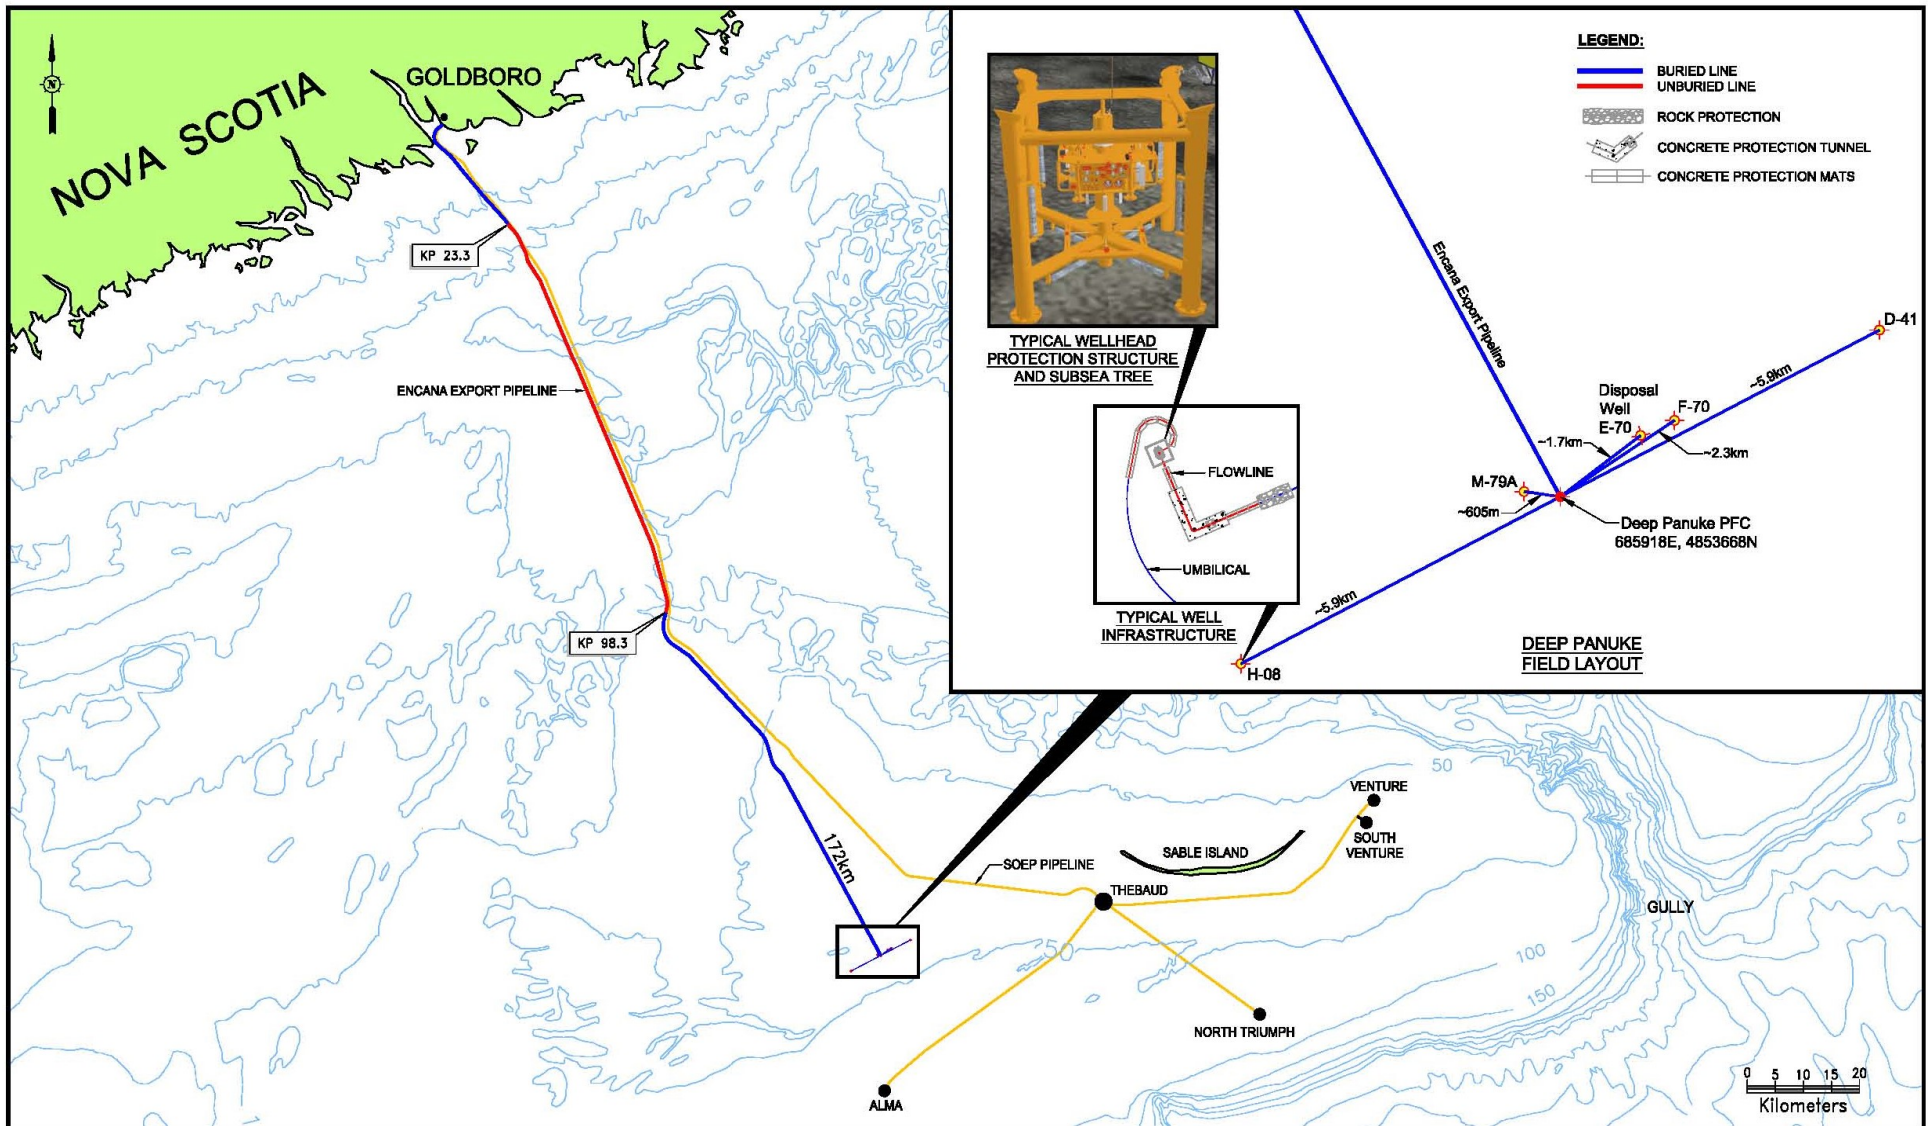 N
NOVA SCOTIA
GOLDBORO
KP 23.3
ENCANA EXPORT PIPELINE
KP 98.3
172km
SOEP PIPELINE
SABLE ISLAND
THEBAUD
VENTURE
SOUTH
VENTURE
NORTH TRIUMPH
ALMA
GULLY
50
50
100
150
0 5 10 15 20
Kilometers
TYPICAL WELLHEAD
PROTECTION STRUCTURE
AND SUBSEA TREE
FLOWLINE
UMBILICAL
TYPICAL WELL
INFRASTRUCTURE
LEGEND:
BURIED LINE
UNBURIED LINE
ROCK PROTECTION
CONCRETE PROTECTION TUNNEL
CONCRETE PROTECTION MATS
Encana Export Pipeline
D-41
~5.9km
Disposal
Well
E-70
F-70
~1.7km
~2.3km
M-79A
~605m
Deep Panuke PFC
685918E, 4853668N
~5.9km
H-08
DEEP PANUKE
FIELD LAYOUT